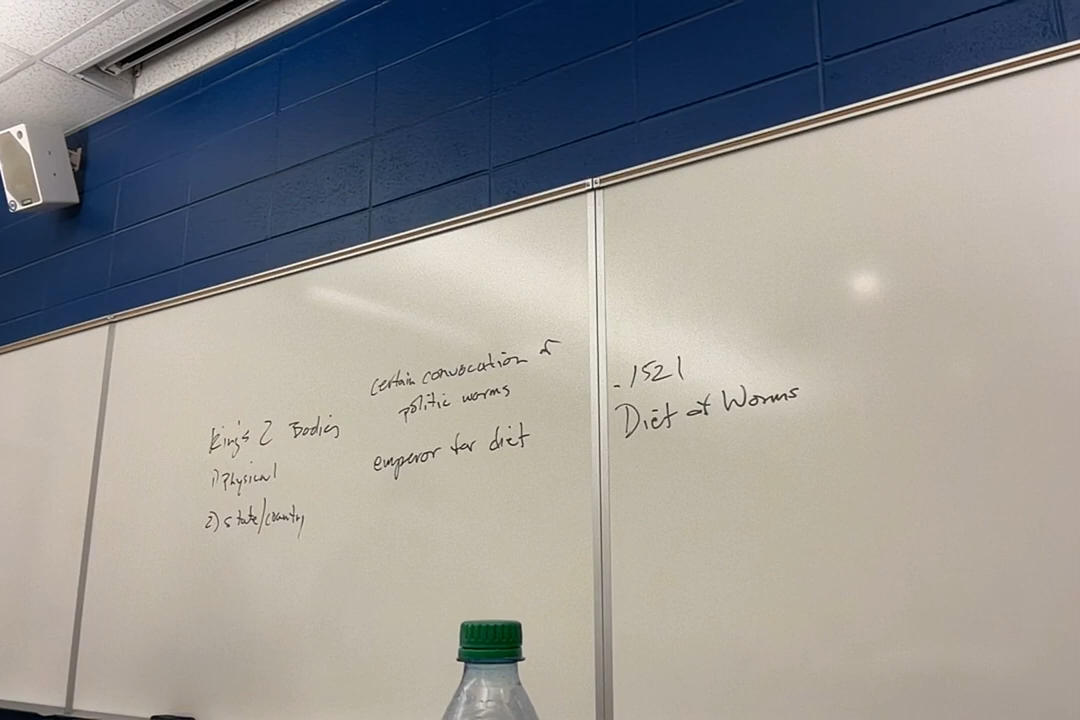 King's 2 Bodies
1) Physical
2) state/country
certain convocation of
politic worms
emperor for diet
- 1521
Diet of Worms